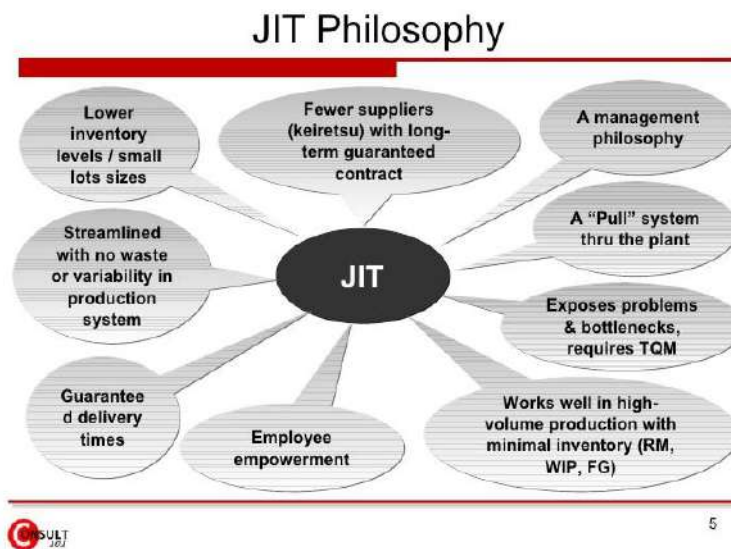 JIT Philosophy
Lower
inventory
levels / small
lots sizes
Fewer suppliers
(keiretsu) with long-
term guaranteed
contract
A management
philosophy
Streamlined
with no waste
or variability in
production
system
JIT
A “Pull” system
thru the plant
Exposes problems
& bottlenecks,
requires TQM
Guarantee
d delivery
times
Employee
empowerment
Works well in high-
volume production with
minimal inventory (RM,
WIP, FG)
CONSULT
5